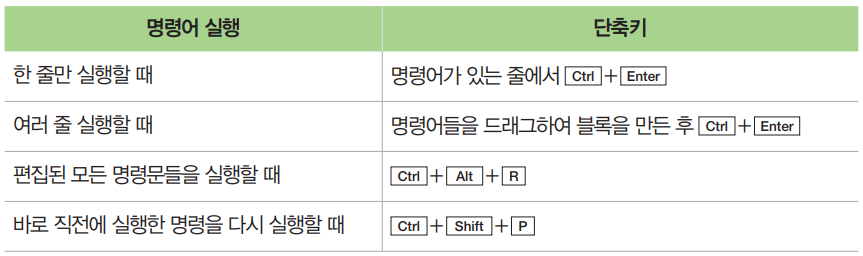 명령어 실행 단축키
한 줄만 실행할 때 명령어가 있는 줄에서 Ctrl + Enter
여러 줄 실행할 때 명령어들을 드래그하여 블록을 만든 후 Ctrl + Enter
편집된 모든 명령문들을 실행할 때 Ctrl + Alt + R
바로 직전에 실행한 명령을 다시 실행할 때 Ctrl + Shift + P